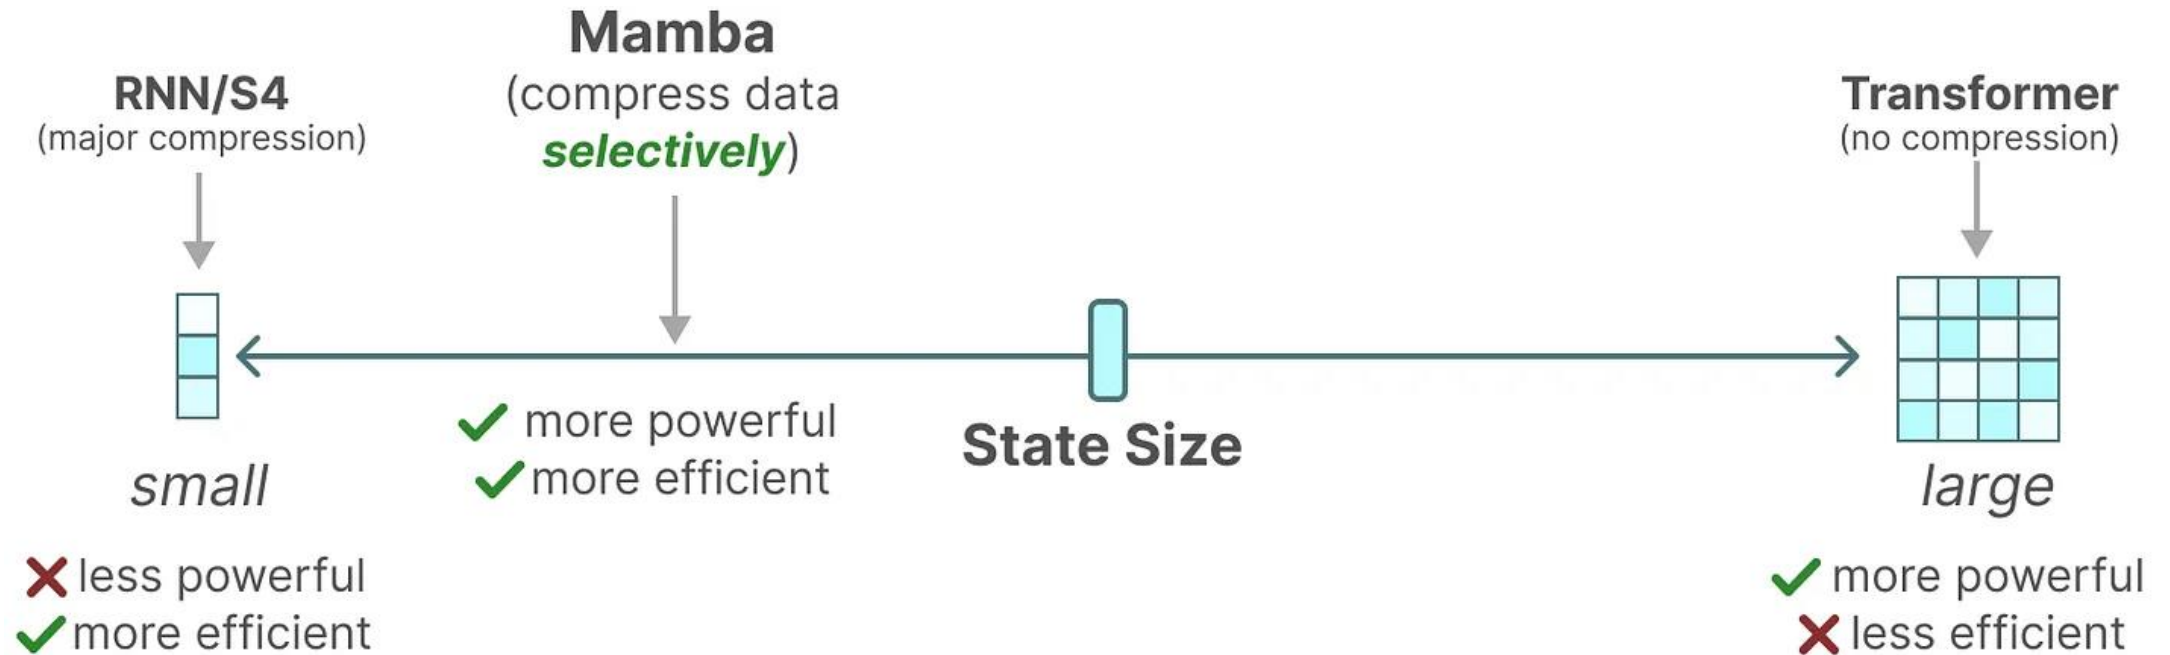 RNN/S4
(major compression)
Mamba
(compress data
selectively)
Transformer
(no compression)
more powerful
more efficient
State Size
small
less powerful
more efficient
large
more powerful
less efficient